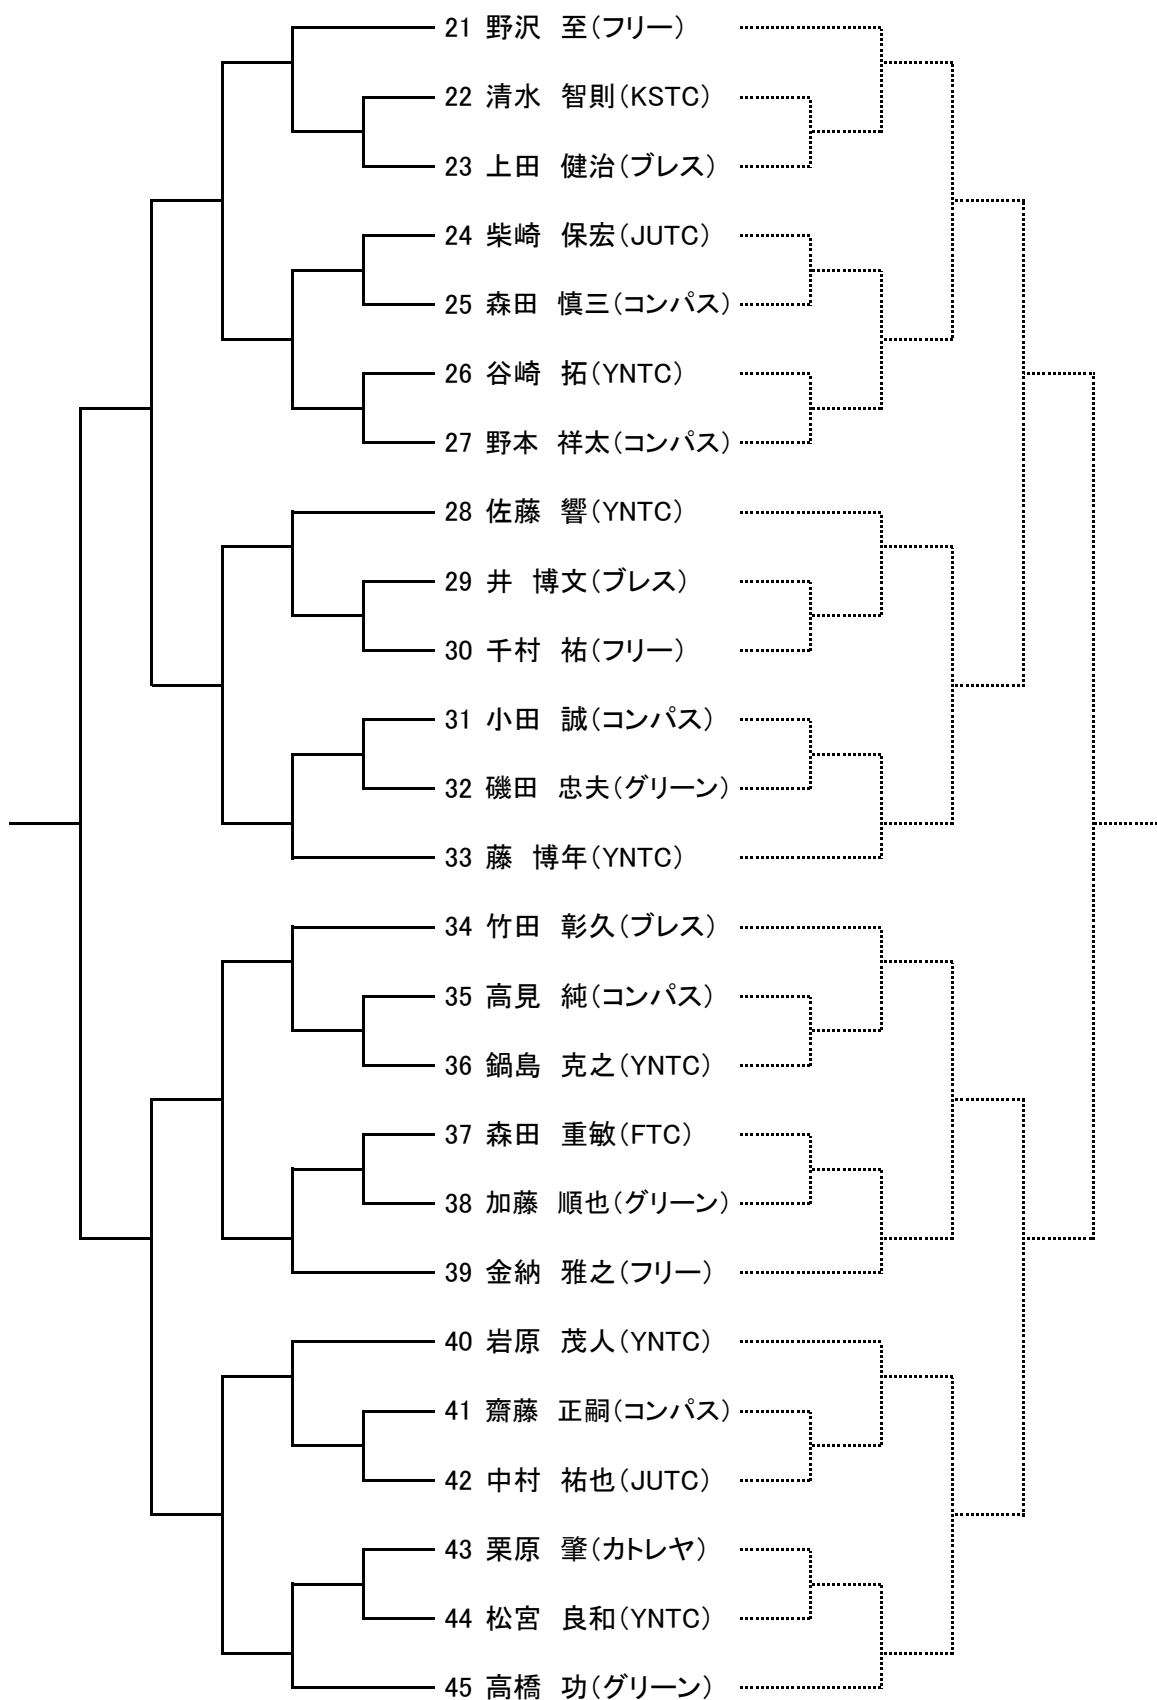 21 野沢　至(フリー)
22 清水　智則(KSTC)
23 上田　健治(ブレス)
24 柴崎　保宏(JUTC)
25 森田　慎三(コンパス)
26 谷崎　拓(YNTC)
27 野本　祥太(コンパス)
28 佐藤　響(YNTC)
29 井　博文(ブレス)
30 千村　祐(フリー)
31 小田　誠(コンパス)
32 磯田　忠夫(グリーン)
33 藤　博年(YNTC)
34 竹田　彰久(ブレス)
35 高見　純(コンパス)
36 鍋島　克之(YNTC)
37 森田　重敏(FTC)
38 加藤　順也(グリーン)
39 金納　雅之(フリー)
40 岩原　茂人(YNTC)
41 齋藤　正嗣(コンパス)
42 中村　祐也(JUTC)
43 栗原　肇(カトレヤ)
44 松宮　良和(YNTC)
45 高橋　功(グリーン)